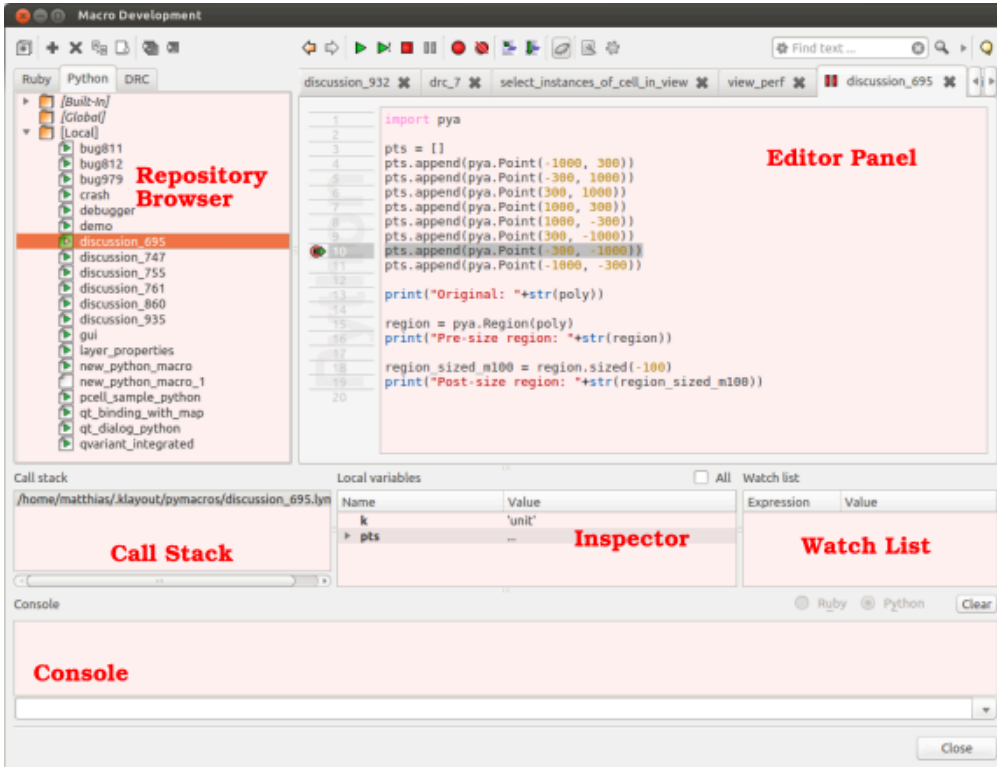 Macro Development
Find text ...
Ruby Python DRC
discussion_932 drc_7 select_instances_of_cell_in_view view_perf discussion_695
[Built-In]
[Global]
[Local]
bug811
bug812
bug979
crash
debugger
demo
discussion_695
discussion_747
discussion_755
discussion_761
discussion_860
discussion_935
gui
layer_properties
new_python_macro
new_python_macro_1
pcell_sample_python
qt_binding_with_map
qt_dialog_python
qvariant_integrated
Repository
Browser
1 import pya
2
3 pts = []
4 pts.append(pya.Point(-1000, 300))
5 pts.append(pya.Point(-300, 1000))
6 pts.append(pya.Point(300, 1000))
7 pts.append(pya.Point(1000, 300))
8 pts.append(pya.Point(1000, -300))
9 pts.append(pya.Point(300, -1000))
10 pts.append(pya.Point(-300, -1000))
11 pts.append(pya.Point(-1000, -300))
12
13 print("Original: "+str(poly))
14
15 region = pya.Region(poly)
16 print("Pre-size region: "+str(region))
17
18 region_sized_m100 = region.sized(-100)
19 print("Post-size region: "+str(region_sized_m100))
20
Editor Panel
Call stack
/home/matthias/.klayout/pymacros/discussion_695.lym
Call Stack
Local variables All
Name Value
k 'unit'
pts ...
Inspector
Watch list
Expression Value
Watch List
Console Ruby Python Clear
Console
Close